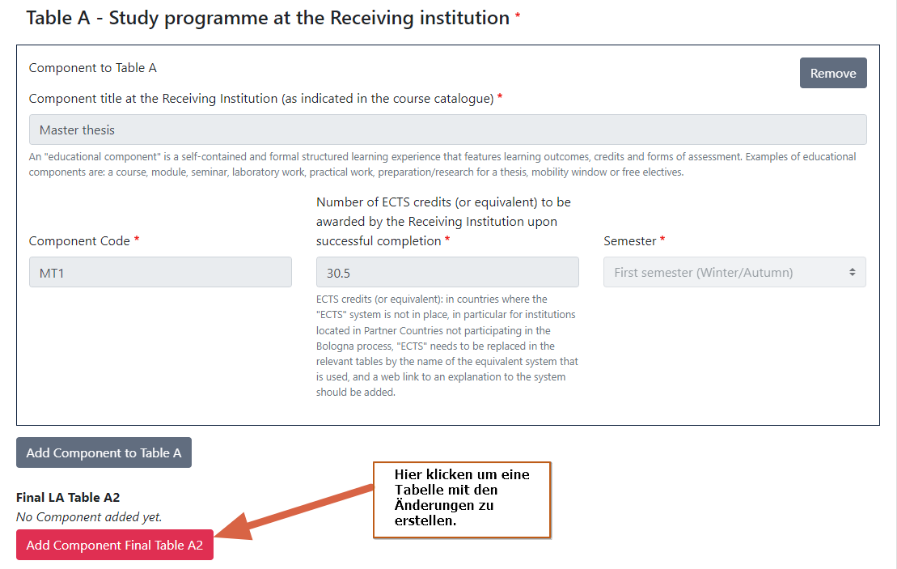 Table A - Study programme at the Receiving institution *
Component to Table A
Remove
Component title at the Receiving Institution (as indicated in the course catalogue) *
Master thesis
An "educational component" is a self-contained and formal structured learning experience that features learning outcomes, credits and forms of assessment. Examples of educational
components are: a course, module, seminar, laboratory work, practical work, preparation/research for a thesis, mobility window or free electives.
Component Code *
MT1
Number of ECTS credits (or equivalent) to be
awarded by the Receiving Institution upon
successful completion *
30.5
ECTS credits (or equivalent): in countries where the
"ECTS" system is not in place, in particular for institutions
located in Partner Countries not participating in the
Bologna process, "ECTS" needs to be replaced in the
relevant tables by the name of the equivalent system that
is used, and a web link to an explanation to the system
should be added.
Semester *
First semester (Winter/Autumn)
Add Component to Table A
Final LA Table A2
No Component added yet.
Add Component Final Table A2
Hier klicken um eine
Tabelle mit den
Änderungen zu
erstellen.